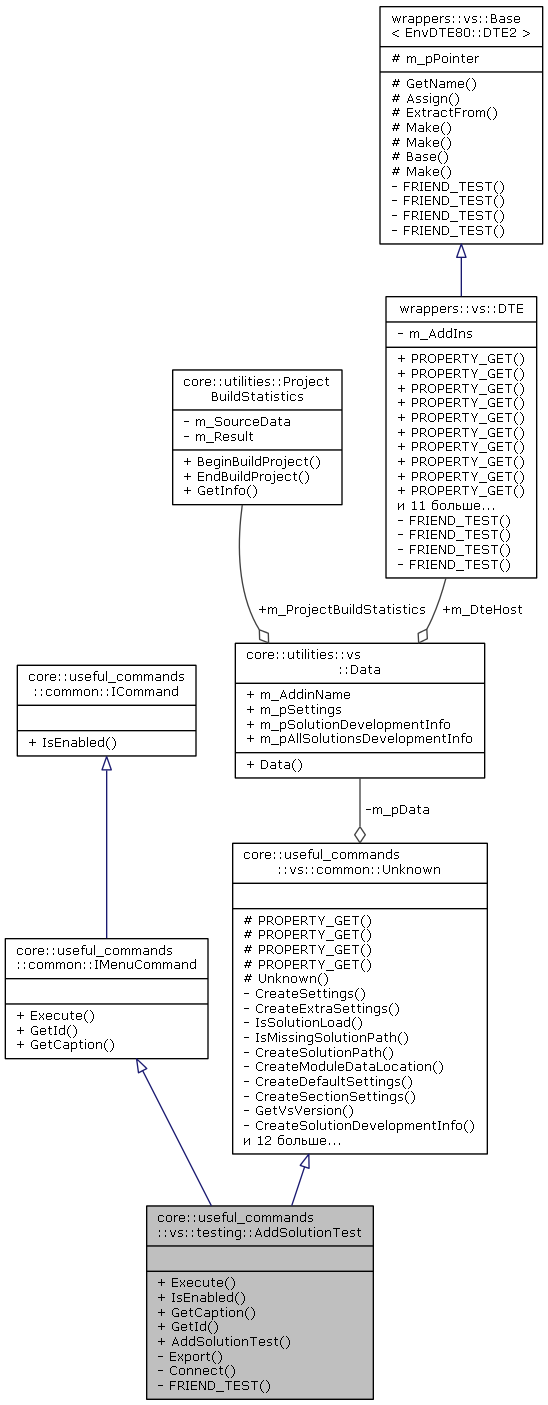 wrappers::vs::Base
< EnvDTE80::DTE2 >
# m_pPointer
# GetName()
# Assign()
# ExtractFrom()
# Make()
# Make()
# Base()
# Make()
- FRIEND_TEST()
- FRIEND_TEST()
- FRIEND_TEST()
- FRIEND_TEST()
wrappers::vs::DTE
- m_AddIns
+ PROPERTY_GET()
+ PROPERTY_GET()
+ PROPERTY_GET()
+ PROPERTY_GET()
+ PROPERTY_GET()
+ PROPERTY_GET()
+ PROPERTY_GET()
+ PROPERTY_GET()
+ PROPERTY_GET()
+ PROPERTY_GET()
и 11 больше...
- FRIEND_TEST()
- FRIEND_TEST()
- FRIEND_TEST()
- FRIEND_TEST()
core::utilities::Project
BuildStatistics
- m_SourceData
- m_Result
+ BeginBuildProject()
+ EndBuildProject()
+ GetInfo()
+m_ProjectBuildStatistics
+m_DteHost
core::utilities::vs
::Data
+ m_AddinName
+ m_pSettings
+ m_pSolutionDevelopmentInfo
+ m_pAllSolutionsDevelopmentInfo
+ Data()
core::useful_commands
::common::ICommand
+ IsEnabled()
-m_pData
core::useful_commands
::vs::common::Unknown
# PROPERTY_GET()
# PROPERTY_GET()
# PROPERTY_GET()
# PROPERTY_GET()
# Unknown()
- CreateSettings()
- CreateExtraSettings()
- IsSolutionLoad()
- IsMissingSolutionPath()
- CreateSolutionPath()
- CreateModuleDataLocation()
- CreateDefaultSettings()
- CreateSectionSettings()
- GetVsVersion()
- CreateSolutionDevelopmentInfo()
и 12 больше...
core::useful_commands
::common::IMenuCommand
+ Execute()
+ GetId()
+ GetCaption()
core::useful_commands
::vs::testing::AddSolutionTest
+ Execute()
+ IsEnabled()
+ GetCaption()
+ GetId()
+ AddSolutionTest()
- Export()
- Connect()
- FRIEND_TEST()